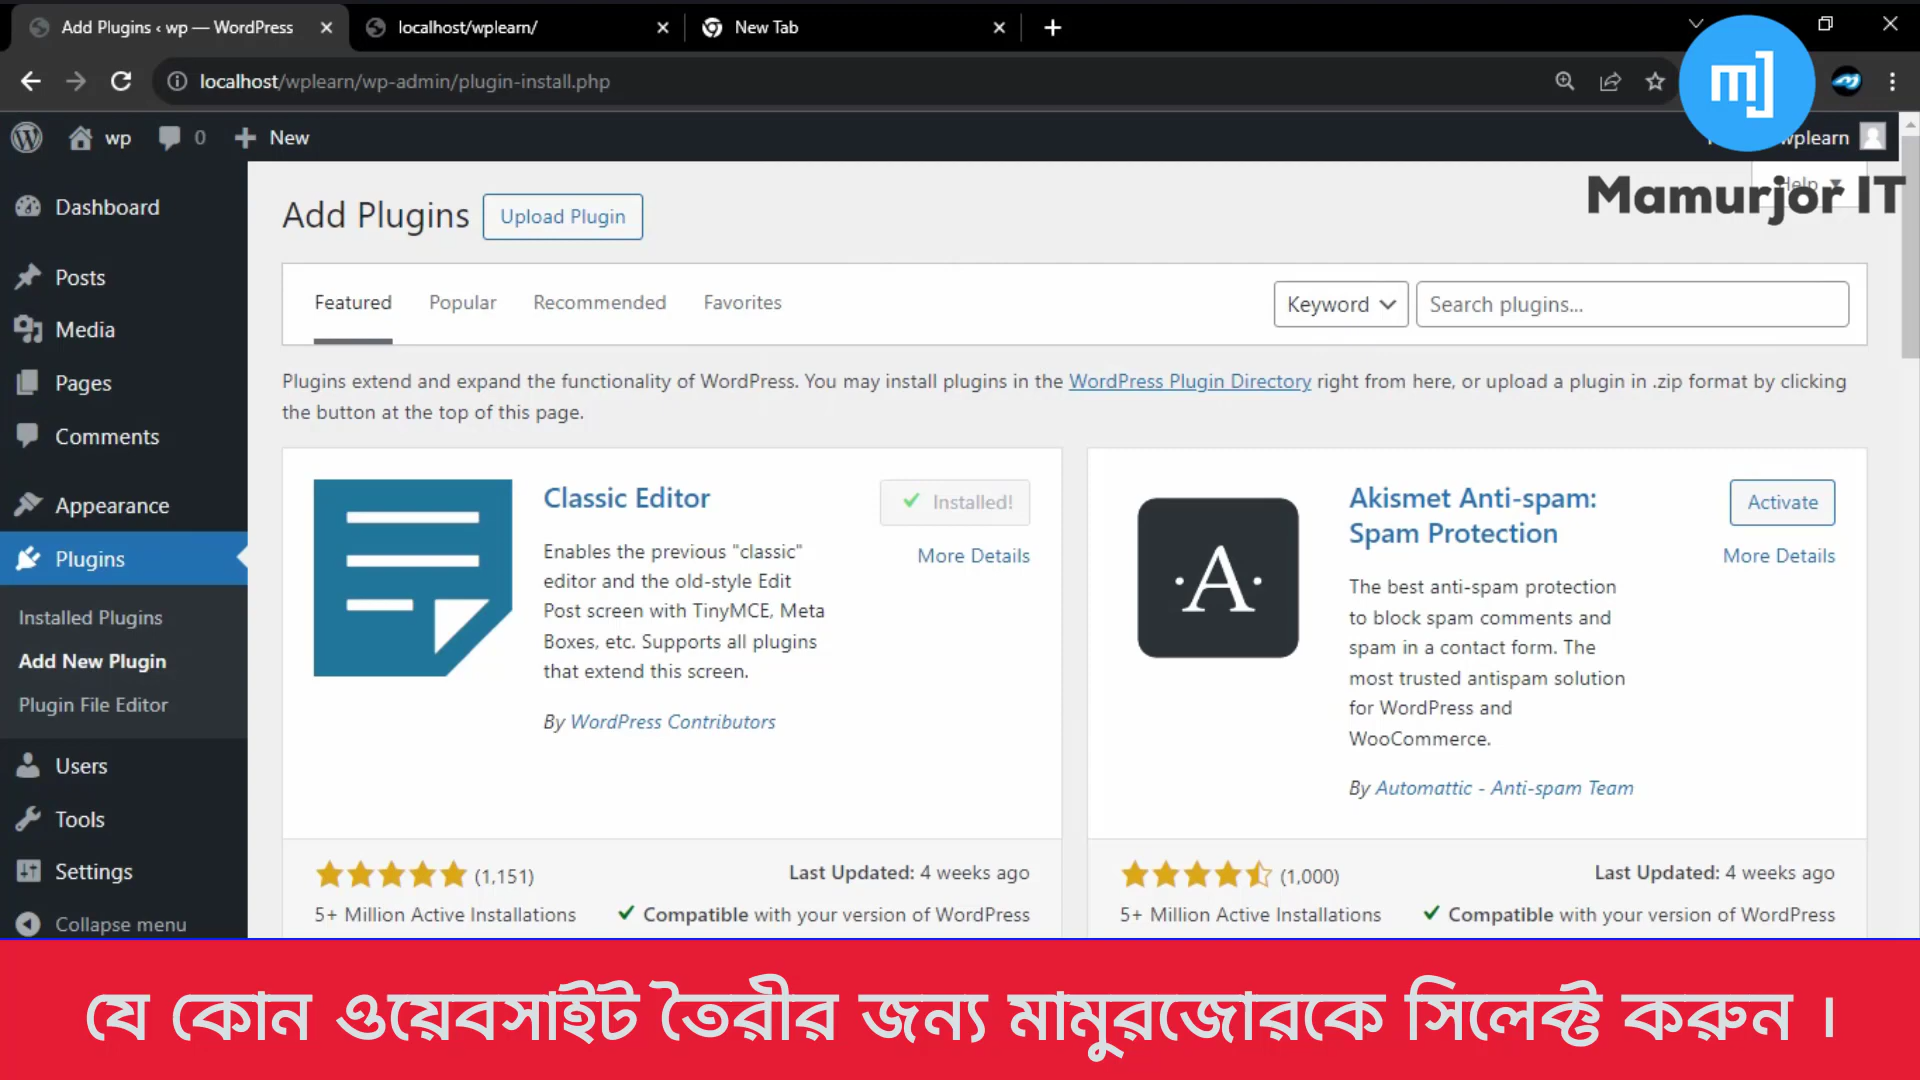 Add Plugins ‹ wp — WordPress
localhost/wplearn/
New Tab
localhost/wplearn/wp-admin/plugin-install.php
wp
0
New
wplearn
Help
Mamurjor IT
Dashboard
Posts
Media
Pages
Comments
Appearance
Plugins
Installed Plugins
Add New Plugin
Plugin File Editor
Users
Tools
Settings
Collapse menu
Add Plugins
Upload Plugin
Featured
Popular
Recommended
Favorites
Keyword
Search plugins...
Plugins extend and expand the functionality of WordPress. You may install plugins in the WordPress Plugin Directory right from here, or upload a plugin in .zip format by clicking
the button at the top of this page.
Classic Editor
Installed!
More Details
Enables the previous "classic"
editor and the old-style Edit
Post screen with TinyMCE, Meta
Boxes, etc. Supports all plugins
that extend this screen.
By WordPress Contributors
(1,151)
Last Updated: 4 weeks ago
5+ Million Active Installations
Compatible with your version of WordPress
Akismet Anti-spam:
Spam Protection
Activate
More Details
The best anti-spam protection
to block spam comments and
spam in a contact form. The
most trusted antispam solution
for WordPress and
WooCommerce.
By Automattic - Anti-spam Team
(1,000)
Last Updated: 4 weeks ago
5+ Million Active Installations
Compatible with your version of WordPress
যে কোন ওয়েবসাইট তৈরীর জন্য মামুরজোরকে সিলেক্ট করুন ।